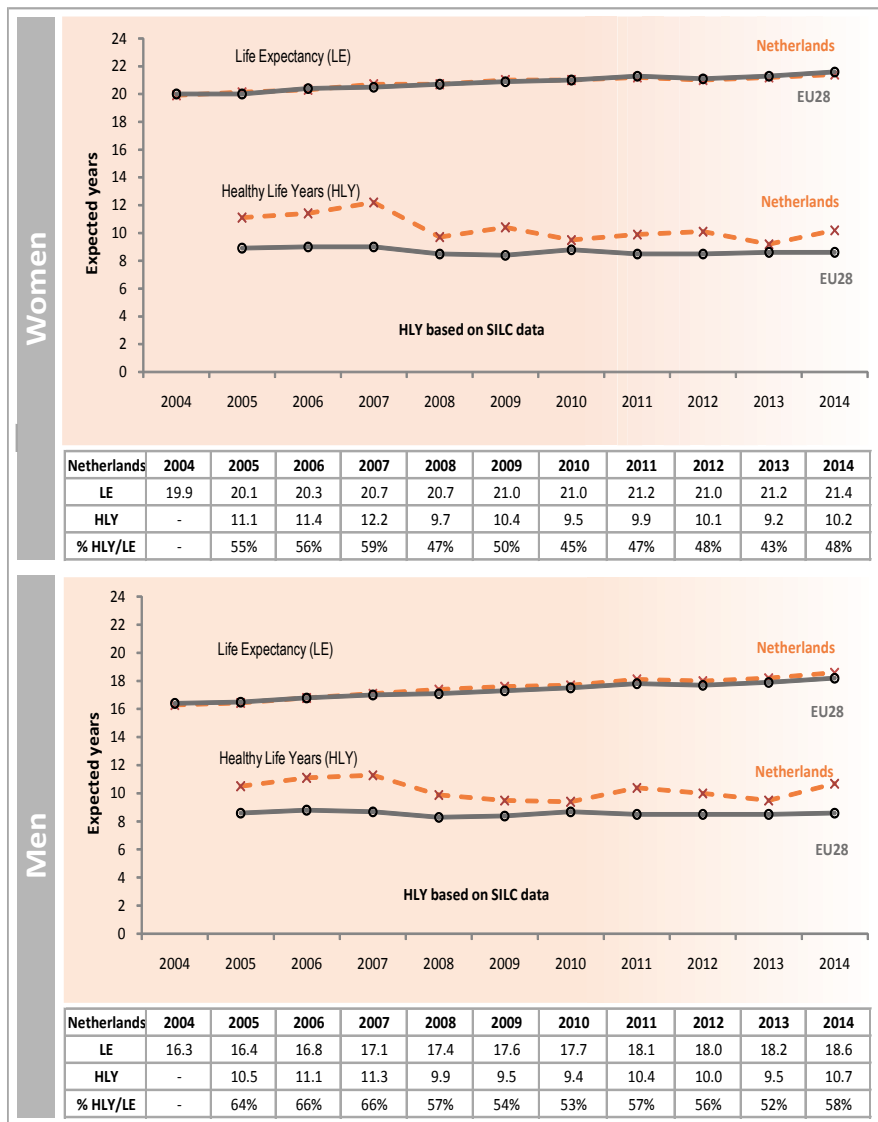 Women
24
22
20
18
16
14
12
10
8
6
4
2
0
Expected years
Life Expectancy (LE)
Netherlands
EU28
Healthy Life Years (HLY)
Netherlands
EU28
HLY based on SILC data
2004 2005 2006 2007 2008 2009 2010 2011 2012 2013 2014
Netherlands 2004 2005 2006 2007 2008 2009 2010 2011 2012 2013 2014
LE 19.9 20.1 20.3 20.7 20.7 21.0 21.0 21.2 21.0 21.2 21.4
HLY - 11.1 11.4 12.2 9.7 10.4 9.5 9.9 10.1 9.2 10.2
% HLY/LE - 55% 56% 59% 47% 50% 45% 47% 48% 43% 48%
Men
24
22
20
18
16
14
12
10
8
6
4
2
0
Expected years
Life Expectancy (LE)
Netherlands
EU28
Healthy Life Years (HLY)
Netherlands
EU28
HLY based on SILC data
2004 2005 2006 2007 2008 2009 2010 2011 2012 2013 2014
Netherlands 2004 2005 2006 2007 2008 2009 2010 2011 2012 2013 2014
LE 16.3 16.4 16.8 17.1 17.4 17.6 17.7 18.1 18.0 18.2 18.6
HLY - 10.5 11.1 11.3 9.9 9.5 9.4 10.4 10.0 9.5 10.7
% HLY/LE - 64% 66% 66% 57% 54% 53% 57% 56% 52% 58%